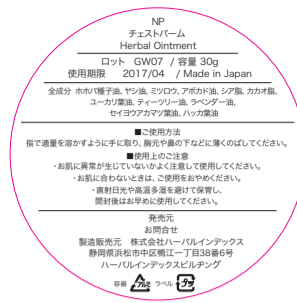 NP
チェストバーム
Herbal Ointment
ロット GW07 / 容量 30g
使用期限 2017/04 / Made in Japan
全成分 ホホバ種子油、ヤシ油、ミツロウ、アボカド油、シア脂、カカオ脂、
ユーカリ葉油、ティーツリー油、ラベンダー油、
セイヨウアカマツ葉油、ハッカ葉油
■ご使用方法
指で適量を溶かすように手に取り、胸元や鼻の下などに薄くのばしてください。
■使用上のご注意
・お肌に異常が生じていないかよく注意して使用してください。
・お肌に合わないときは、ご使用をおやめください。
・直射日光や高温多湿を避けて保管し、
開封後はお早めに使用してください。
発売元
お問合せ
製造販売元 株式会社ハーバルインデックス
静岡県浜松市中区鴨江一丁目38番6号
ハーバルインデックスビルヂング
容器 アルミ ラベル プラ